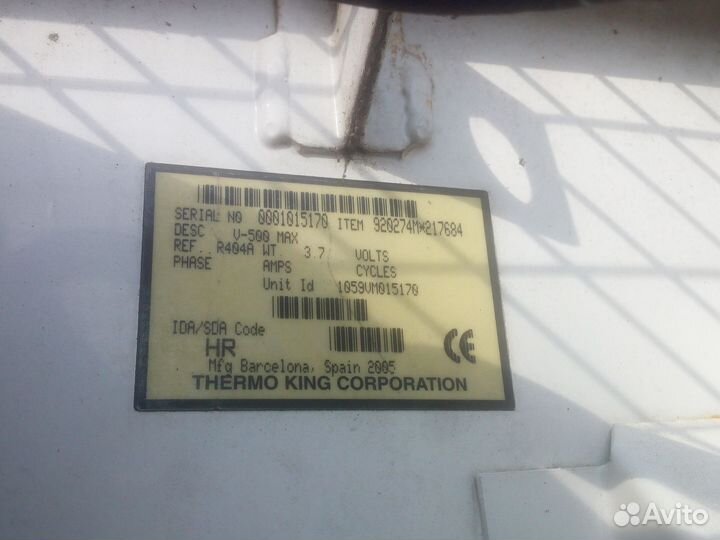 SERIAL NO 0001015170 ITEM 920274M*217684
DESC V-500 MAX
REF. R404A WT 3.7 VOLTS
PHASE AMPS CYCLES
Unit Id 1059VM015170
IDA/SDA Code
HR
CE
Mfg Barcelona, Spain 2005
THERMO KING CORPORATION
Avito